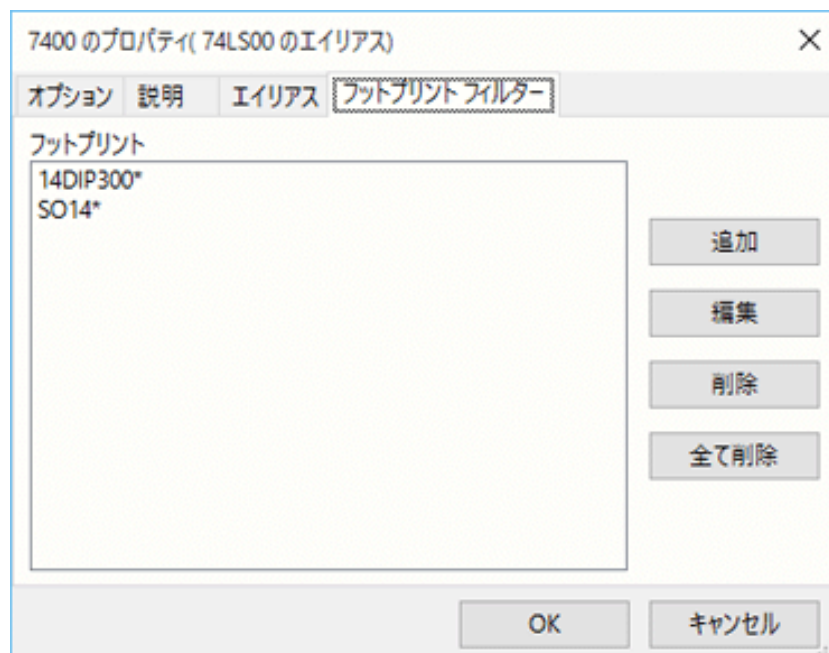 7400 のプロパティ( 74LS00 のエイリアス)
オプション 説明 エイリアス フットプリント フィルター
フットプリント
14DIP300*
SO14*
追加
編集
削除
全て削除
OK キャンセル